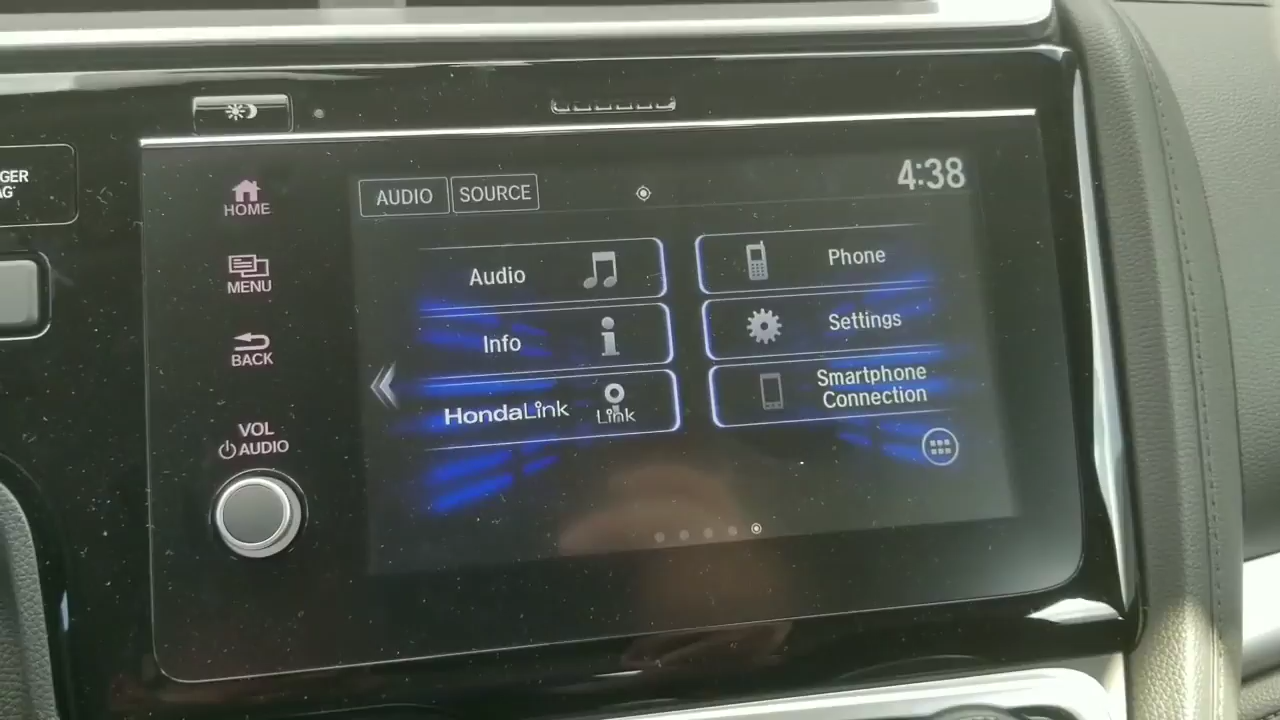 GER
AG
HOME
MENU
BACK
VOL
AUDIO
AUDIO SOURCE
4:38
Audio
Phone
Info
Settings
HondaLink
Link
Smartphone
Connection